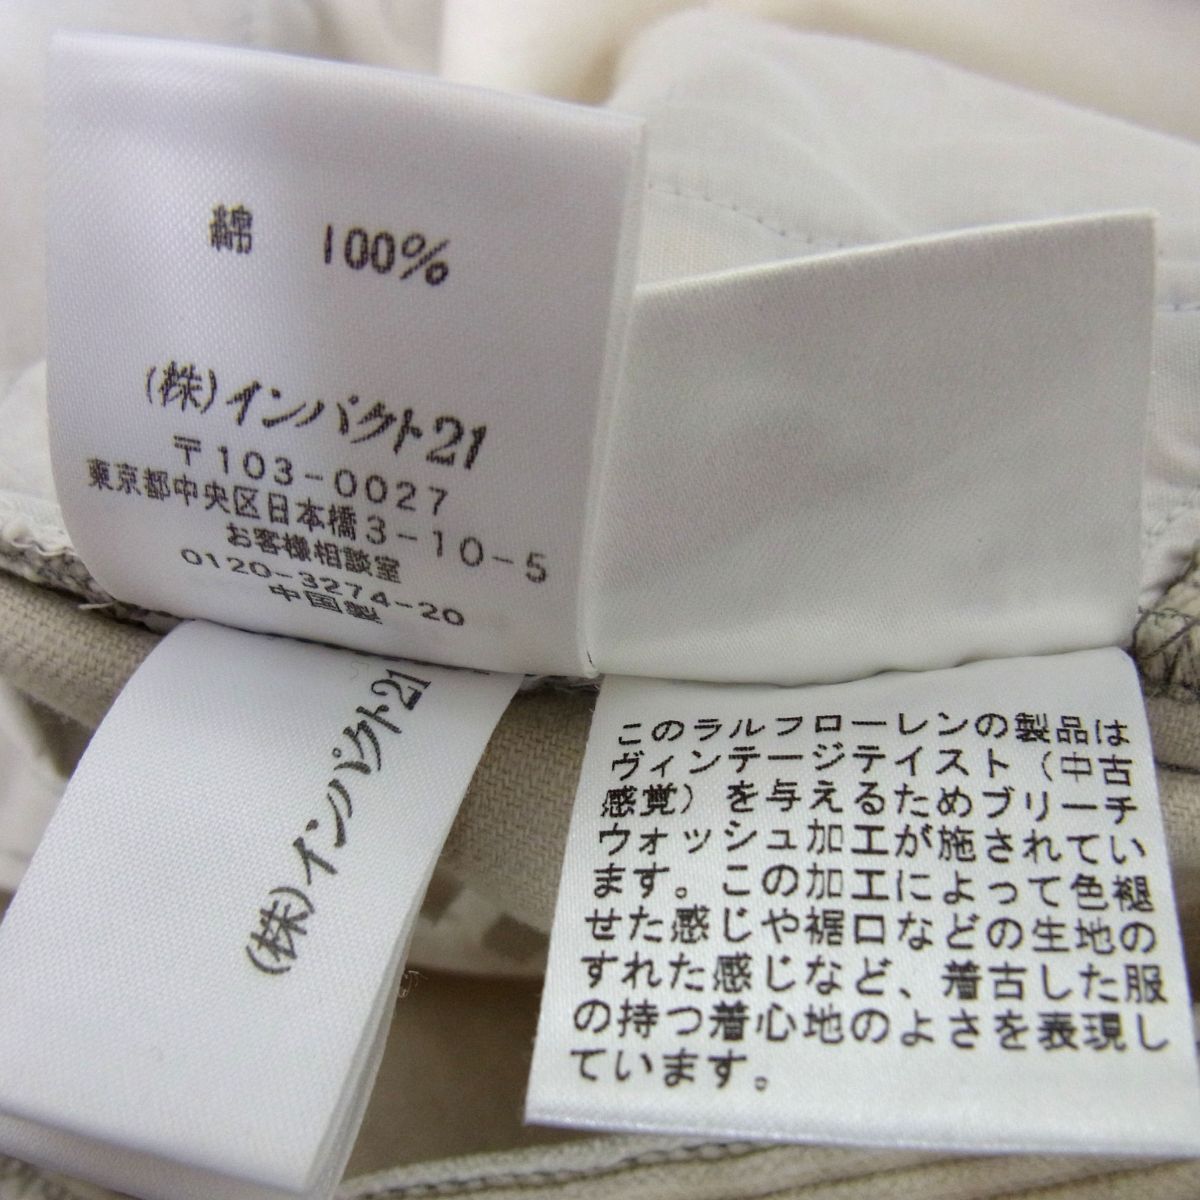 綿 100%
(株)インパクト21
〒103-0027
東京都中央区日本橋3-10-5
お客様相談室
0120-3274-20
中国製
(株)インパクト21
このラルフローレンの製品は
ヴィンテージテイスト(中古
感覚)を与えるためブリーチ
ウォッシュ加工が施されてい
ます。この加工によって色褪
せた感じや裾口などの生地の
すれた感じなど、着古した服
の持つ着心地のよさを表現し
ています。